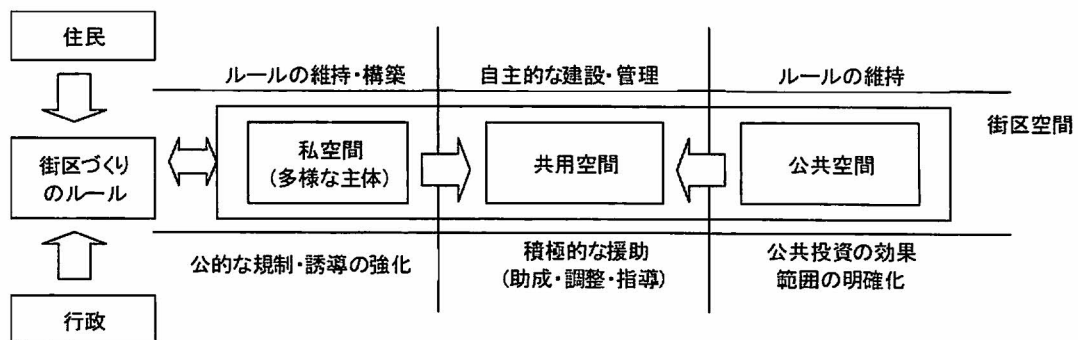 住民
ルールの維持・構築
自主的な建設・管理
ルールの維持
街区空間
街区づくり
のルール
私空間
(多様な主体)
共用空間
公共空間
公的な規制・誘導の強化
積極的な援助
(助成・調整・指導)
公共投資の効果
範囲の明確化
行政